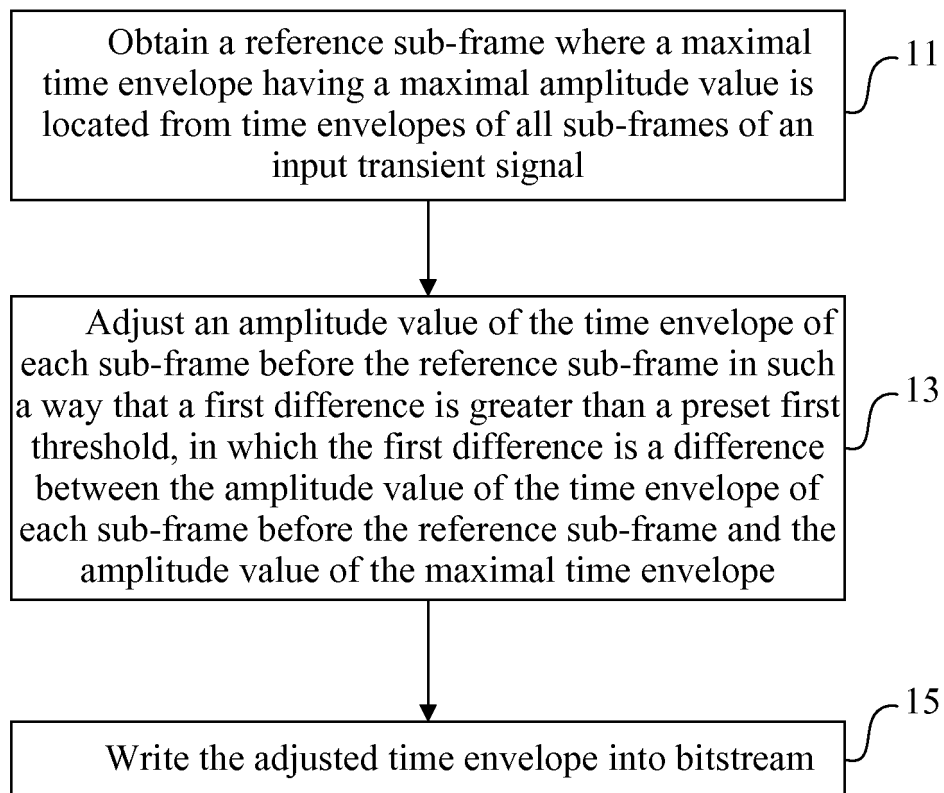 Obtain a reference sub-frame where a maximal
time envelope having a maximal amplitude value is
located from time envelopes of all sub-frames of an
input transient signal
11
Adjust an amplitude value of the time envelope of
each sub-frame before the reference sub-frame in such
a way that a first difference is greater than a preset first
threshold, in which the first difference is a difference
between the amplitude value of the time envelope of
each sub-frame before the reference sub-frame and the
amplitude value of the maximal time envelope
13
Write the adjusted time envelope into bitstream
15